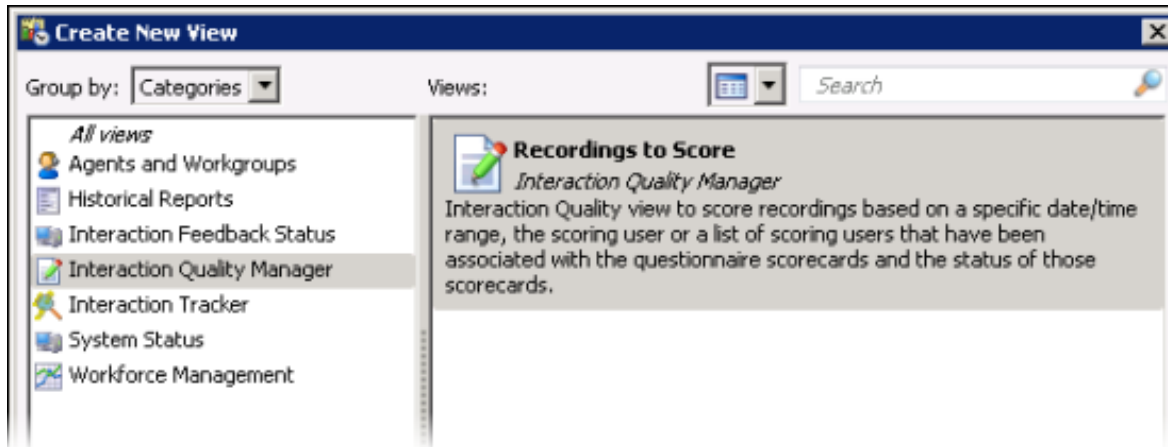 Create New View
Group by: Categories
Views:
Search
All views
Agents and Workgroups
Historical Reports
Interaction Feedback Status
Interaction Quality Manager
Interaction Tracker
System Status
Workforce Management
Recordings to Score
Interaction Quality Manager
Interaction Quality view to score recordings based on a specific date/time
range, the scoring user or a list of scoring users that have been
associated with the questionnaire scorecards and the status of those
scorecards.